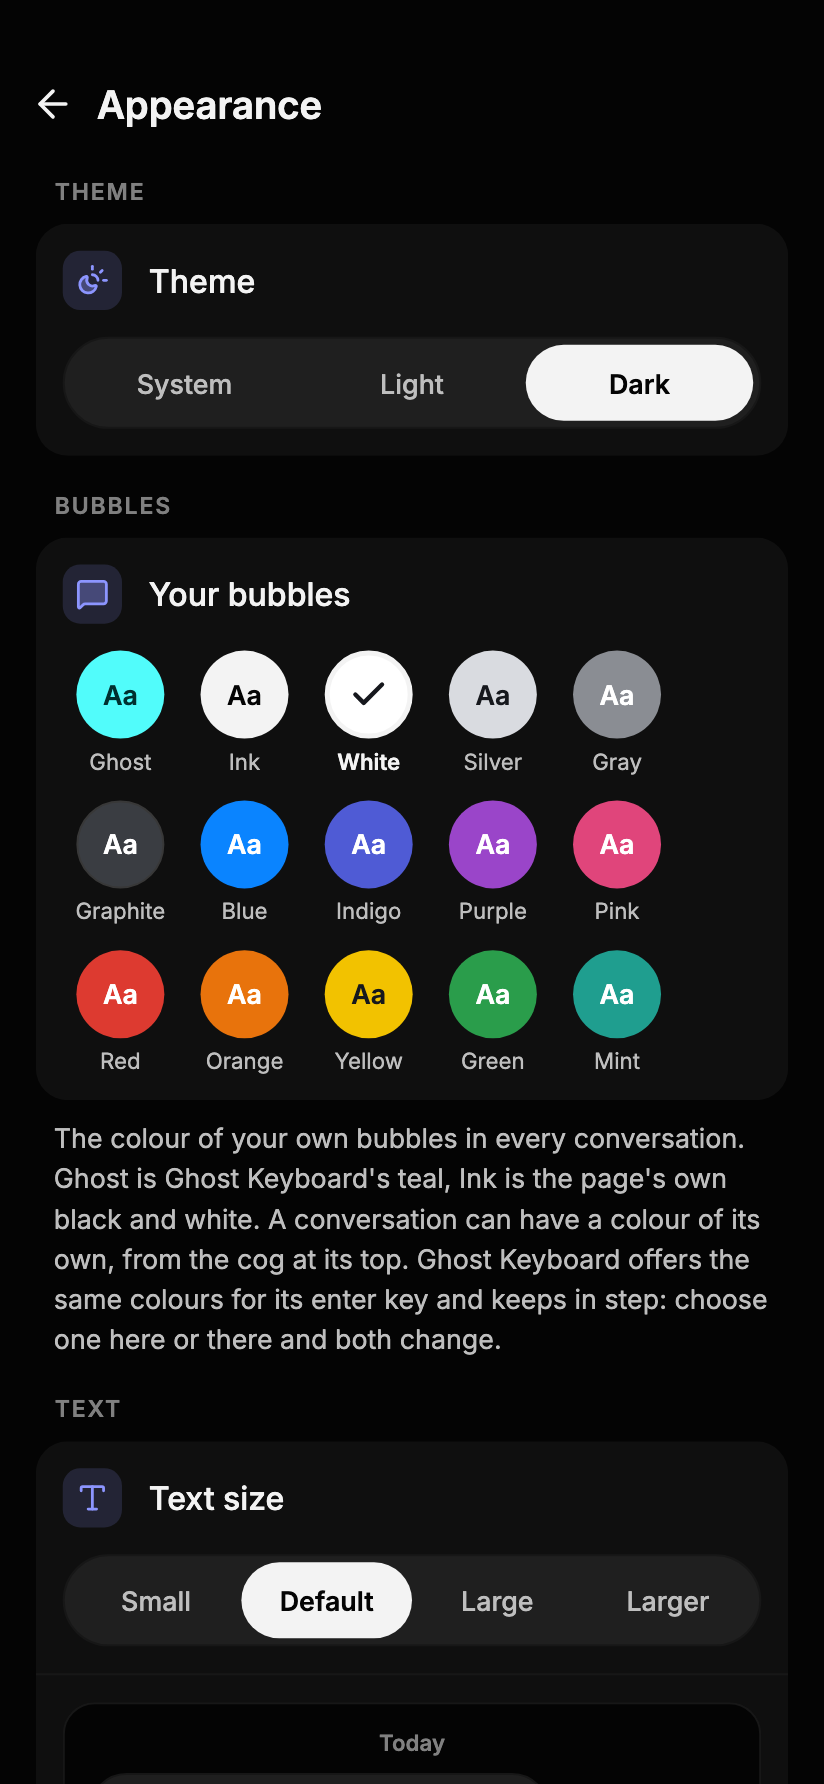 Appearance
THEME
Theme
System Light Dark
BUBBLES
Your bubbles
Aa Aa Aa Aa
Ghost Ink White Silver Gray
Aa Aa Aa Aa Aa
Graphite Blue Indigo Purple Pink
Aa Aa Aa Aa Aa
Red Orange Yellow Green Mint
The colour of your own bubbles in every conversation.
Ghost is Ghost Keyboard's teal, Ink is the page's own
black and white. A conversation can have a colour of its
own, from the cog at its top. Ghost Keyboard offers the
same colours for its enter key and keeps in step: choose
one here or there and both change.
TEXT
Text size
Small Default Large Larger
Today